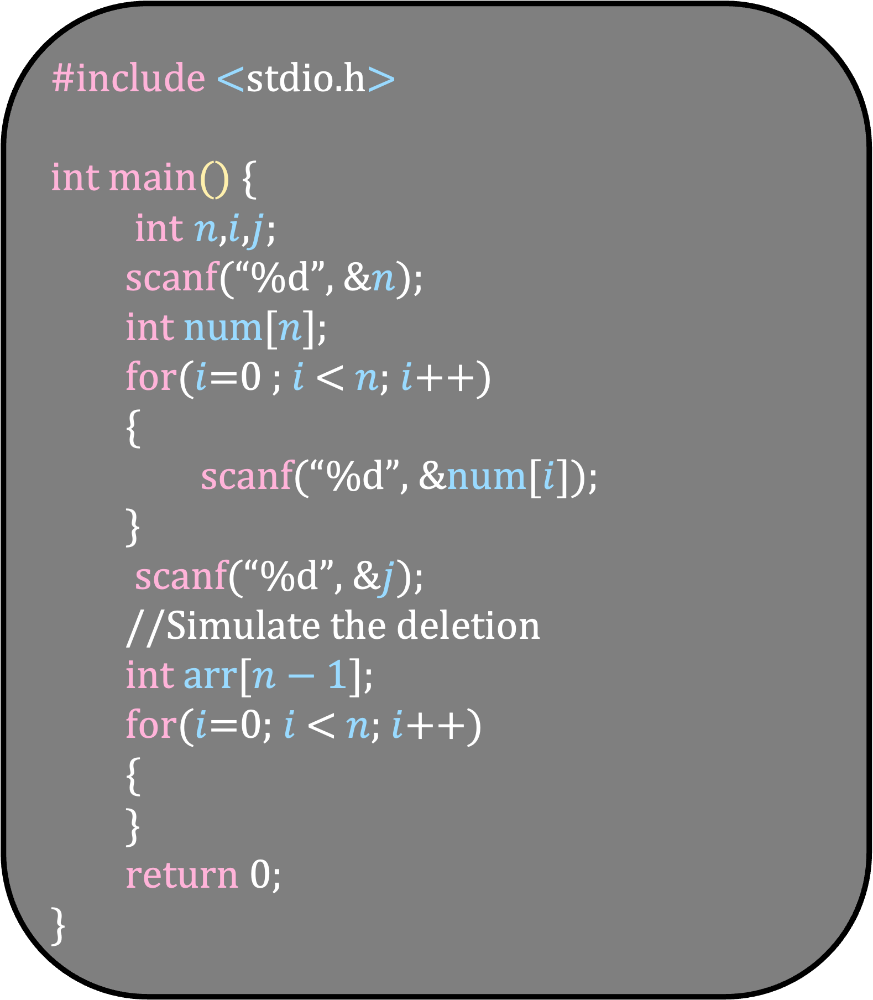 #include <stdio.h>
int main() {
int n,i,j;
scanf(“%d”, &n);
int num[n];
for(i=0 ; i < n; i++)
{
scanf(“%d”, &num[i]);
}
scanf(“%d”, &j);
//Simulate the deletion
int arr[n − 1];
for(i=0; i < n; i++)
{
}
return 0;
}